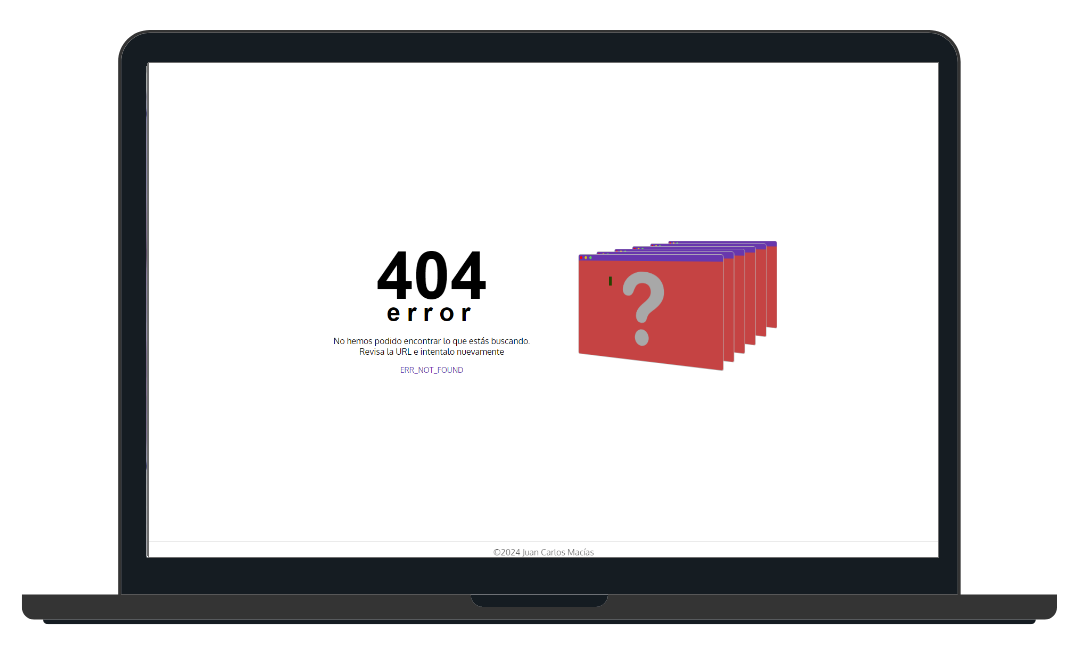 404
error
No hemos podido encontrar lo que estás buscando.
Revisa la URL e intentalo nuevamente
ERR_NOT_FOUND
?
©2024 Juan Carlos Macías